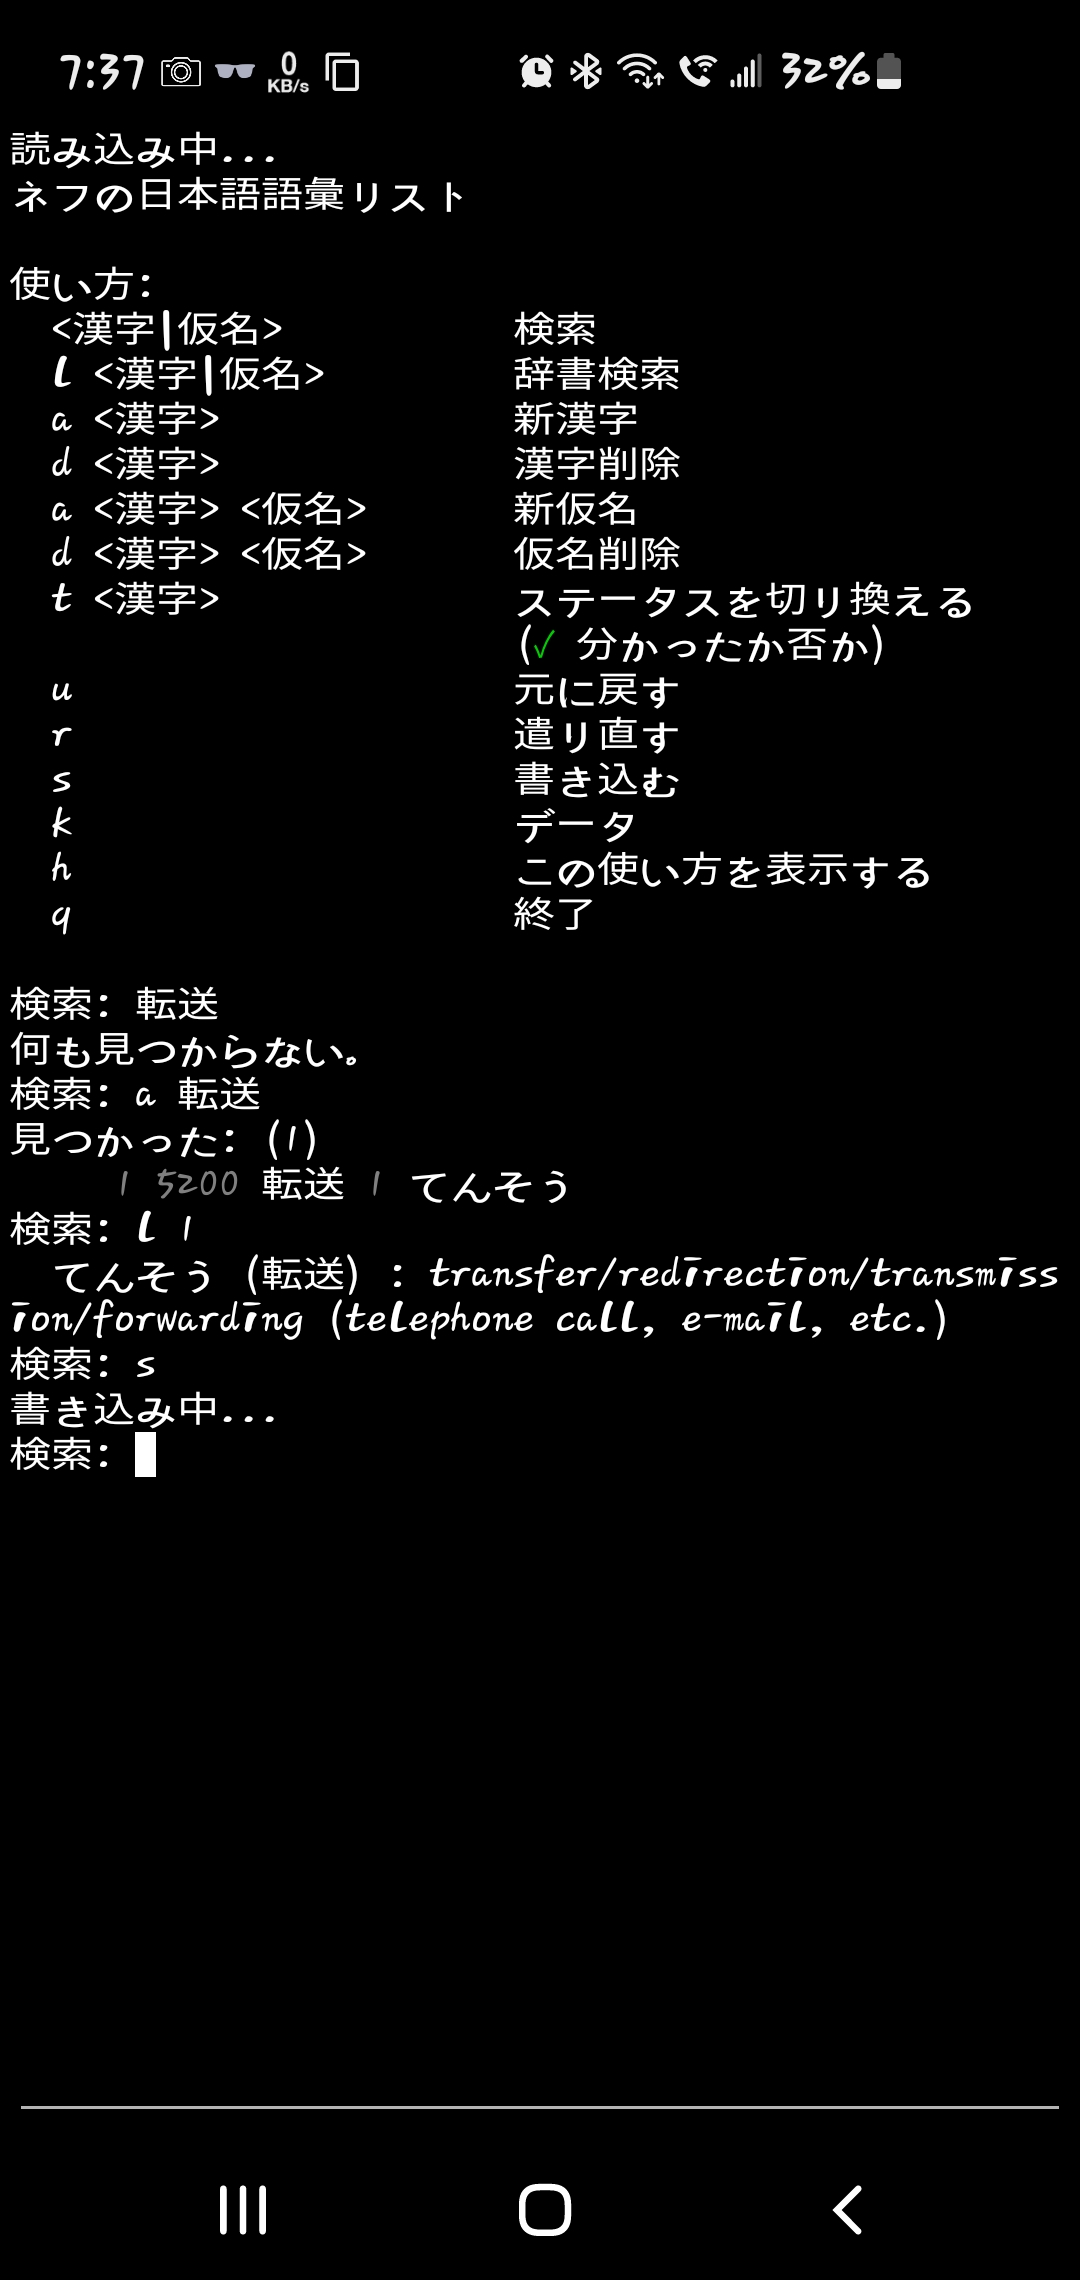 7:37 0 KB/s 32%
読み込み中...
ネフの日本語語彙リスト
使い方:
<漢字|仮名> 検索
l <漢字|仮名> 辞書検索
a <漢字> 新漢字
d <漢字> 漢字削除
a <漢字> <仮名> 新仮名
d <漢字> <仮名> 仮名削除
t <漢字> ステータスを切り換える
(✓ 分かったか否か)
u 元に戻す
r 遣り直す
s 書き込む
k データ
h この使い方を表示する
q 終了
検索: 転送
何も見つからない。
検索: a 転送
見つかった: (1)
1 5200 転送 1 てんそう
検索: l 1
てんそう (転送) : transfer/redirection/transmiss
ion/forwarding (telephone call, e-mail, etc.)
検索: s
書き込み中...
検索: